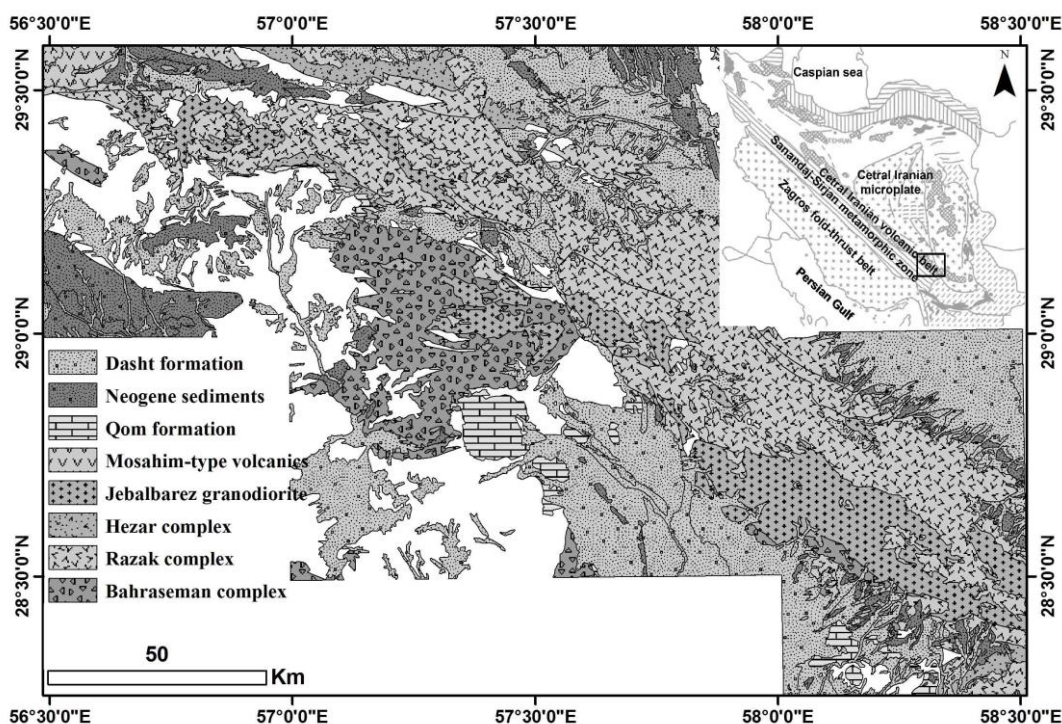 56°30'0"E
57°0'0"E
57°30'0"E
58°0'0"E
58°30'0"E
29°30'0"N
29°0'0"N
28°30'0"N
N
Caspian sea
Sanandaj-Sirjan metamorphic zone
Cetral Iranian volcanic belt
Cetral Iranian
microplate
Zagros fold-thrust belt
Persian Gulf
29°30'0"N
29°0'0"N
28°30'0"N
Dasht formation
Neogene sediments
Qom formation
Mosahim-type volcanics
Jebalbarez granodiorite
Hezar complex
Razak complex
Bahraseman complex
50
Km
56°30'0"E
57°0'0"E
57°30'0"E
58°0'0"E
58°30'0"E